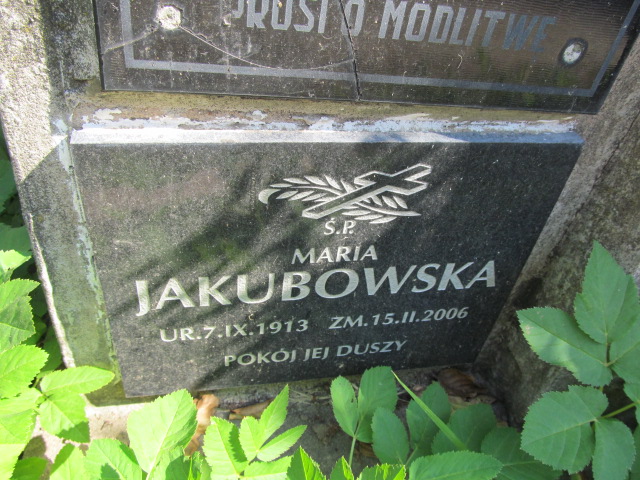 PROSI O MODLITWĘ
Ś.P.
MARIA
JAKUBOWSKA
UR.7.IX.1913 ZM.15.II.2006
POKÓJ JEJ DUSZY